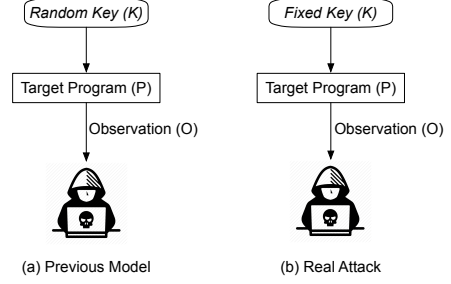 Random Key (K)
Target Program (P)
Observation (O)
(a) Previous Model
Fixed Key (K)
Target Program (P)
Observation (O)
(b) Real Attack